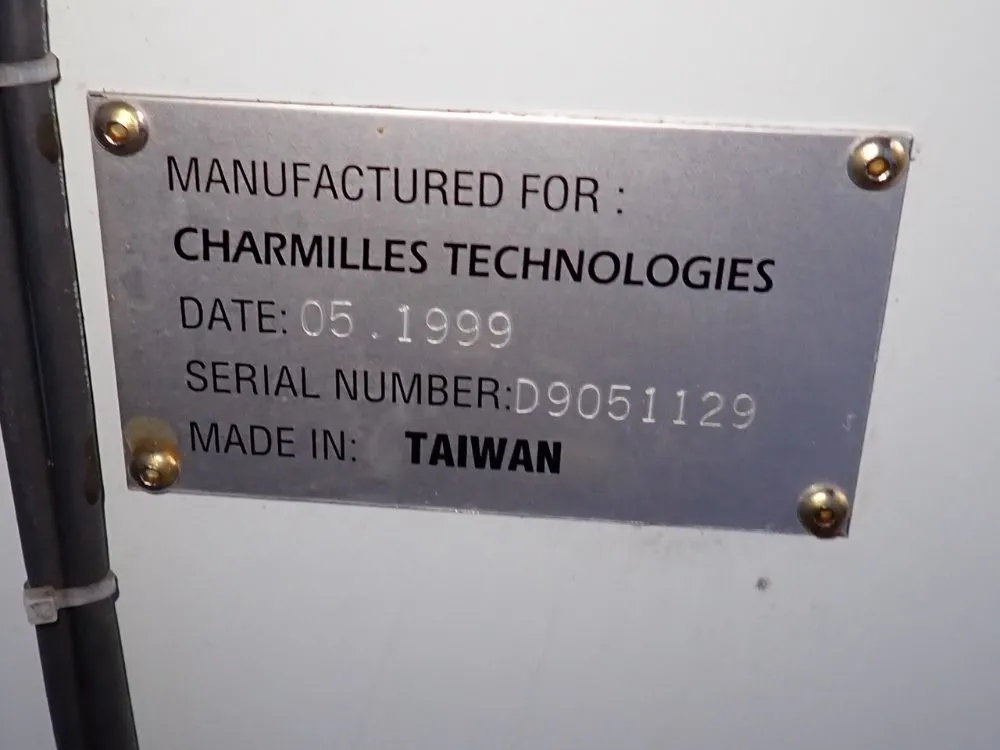 MANUFACTURED FOR :
CHARMILLES TECHNOLOGIES
DATE: 05.1999
SERIAL NUMBER:D9051129
MADE IN: TAIWAN